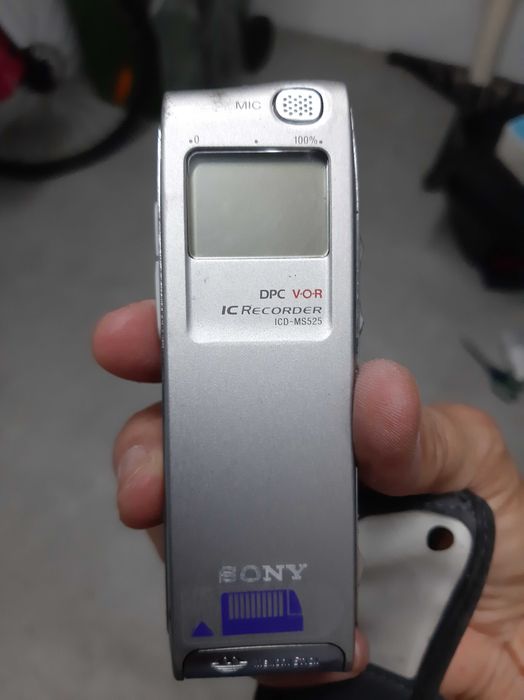 MIC
0 100%
DPC V·O·R
IC RECORDER
ICD-MS525
SONY